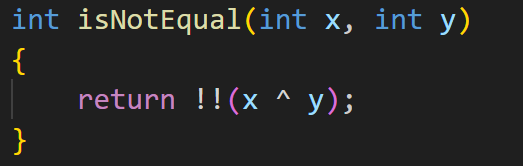 int isNotEqual(int x, int y)
{
    return !!(x ^ y);
}